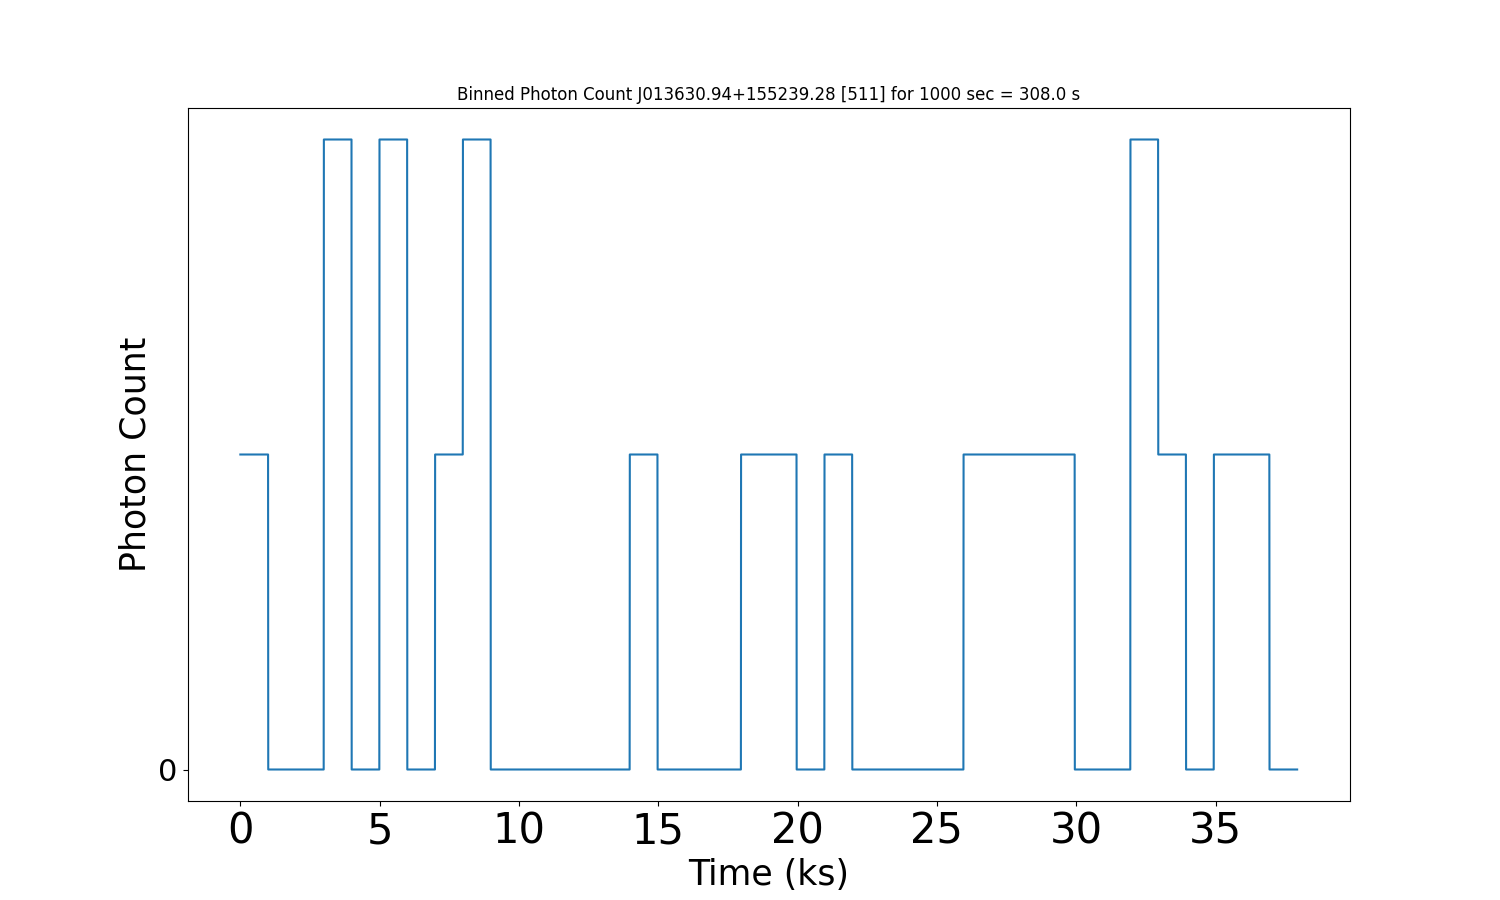 Binned Photon Count J013630.94+155239.28 [511] for 1000 sec = 308.0 s
Photon Count
0
0 5 10 15 20 25 30 35
Time (ks)